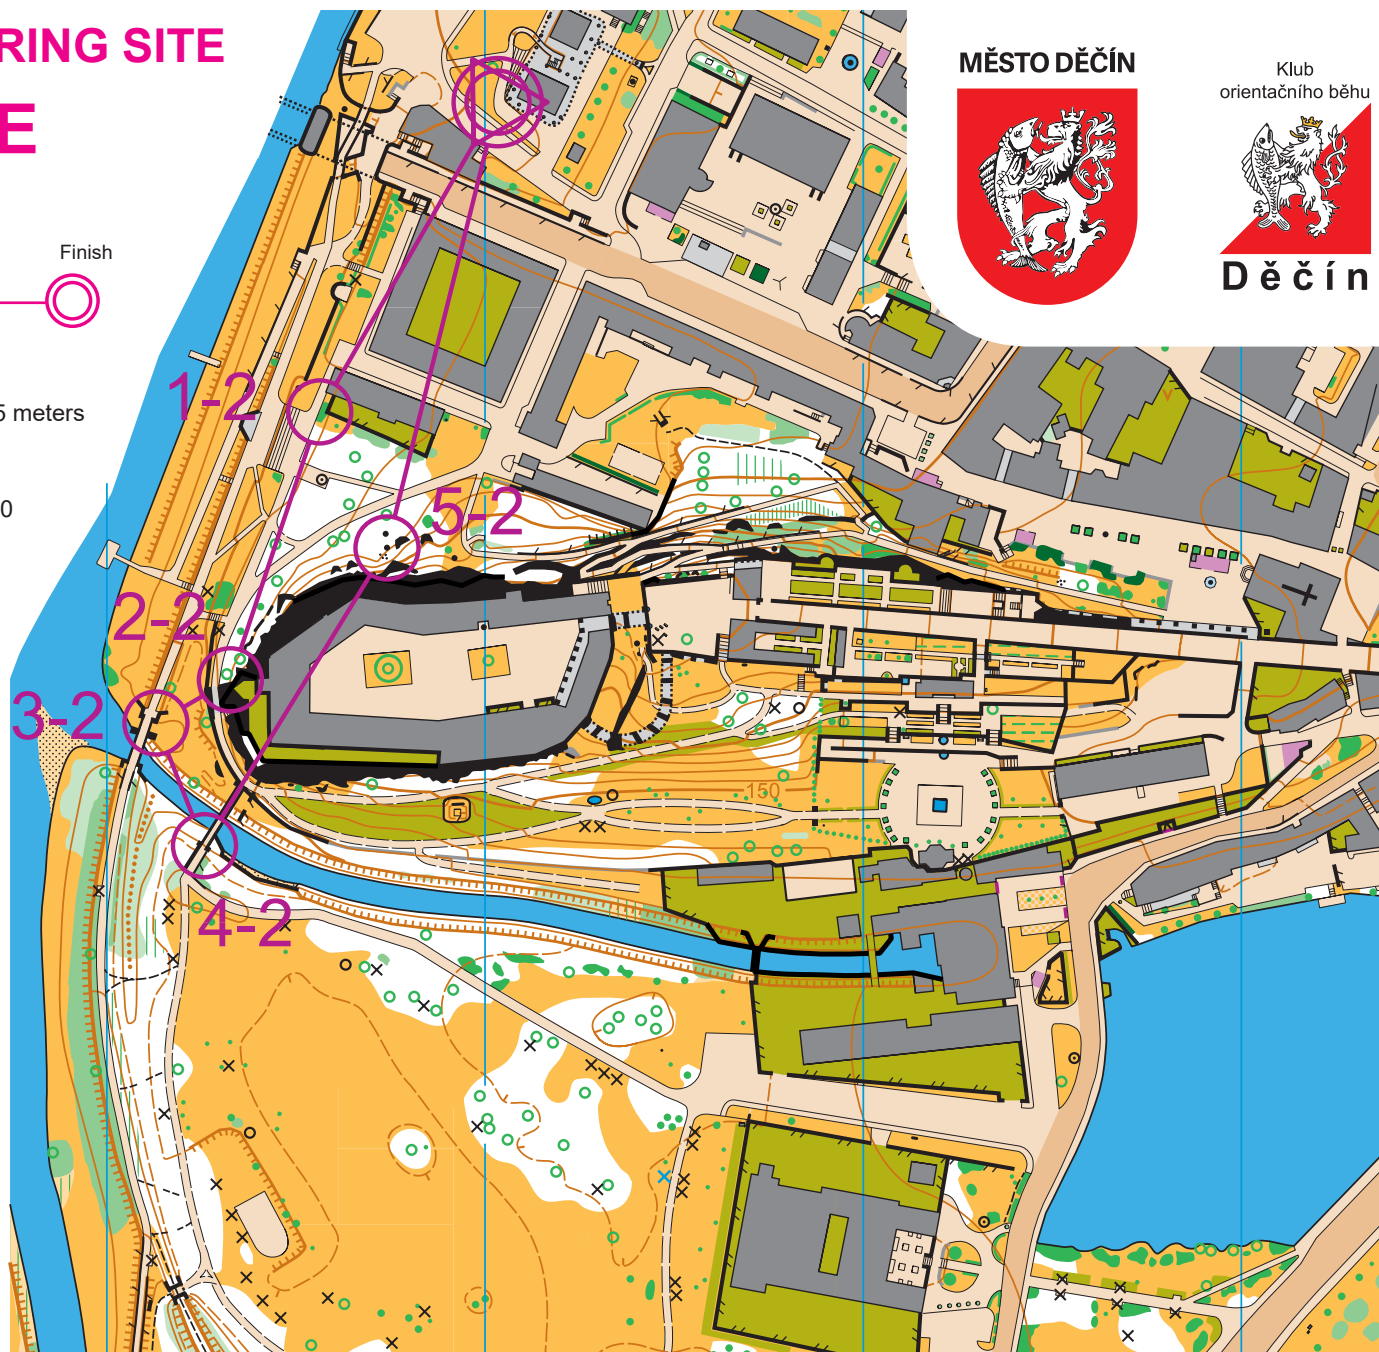 RING SITE
E
Finish
5 meters
0
MĚSTO DĚČÍN
Klub
orientačního běhu
Děčín
1-2
5-2
2-2
3-2
4-2
150